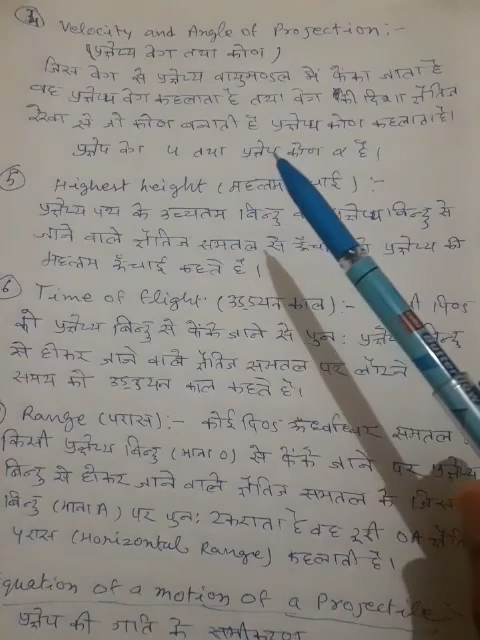 4 Velocity and Angle of Projection:-
(प्रक्षेप्य वेग तथा कोण)
जिस वेग से प्रक्षेप्य वायुमण्डल में फेंका जाता है
वह प्रक्षेप्य वेग कहलाता है तथा वेग की दिशा क्षैतिज
रेखा से जो कोण बनाती है प्रक्षेप्य कोण कहलाता है।
प्रक्षेप वेग u तथा प्रक्षेप कोण α है।
5 Highest height (महत्तम ऊँचाई) :-
प्रक्षेप्य पथ के उच्यतम बिन्दु प्रक्षेप्य बिन्दु से
जाने वाले क्षैतिज समतल से ऊँचाई प्रक्षेप्य की
महत्तम ऊँचाई कहते है।
6 Time of flight (उड्डयन काल) :- पिण्ड
को प्रक्षेप्य बिन्दु से फेंके जाने से पुनः बिन्दु
से होकर जाने वाले क्षैतिज समतल पर लौटने
समय को उड्डयन काल कहते है।
Range (परास) :- कोई पिण्ड ऊर्ध्वाधर समतल
किसी प्रक्षेप्य बिन्दु (माना O) से फेंके जाने पर प्रक्षेप्य
बिन्दु से होकर जाने वाले क्षैतिज समतल के जिस
बिन्दु (माना A) पर पुनः टकराता है वह दूरी OA
परास (Horizontal Range) कहलाती है।
quation of a motion of a Projectile
प्रक्षेप की गति के समीकरण